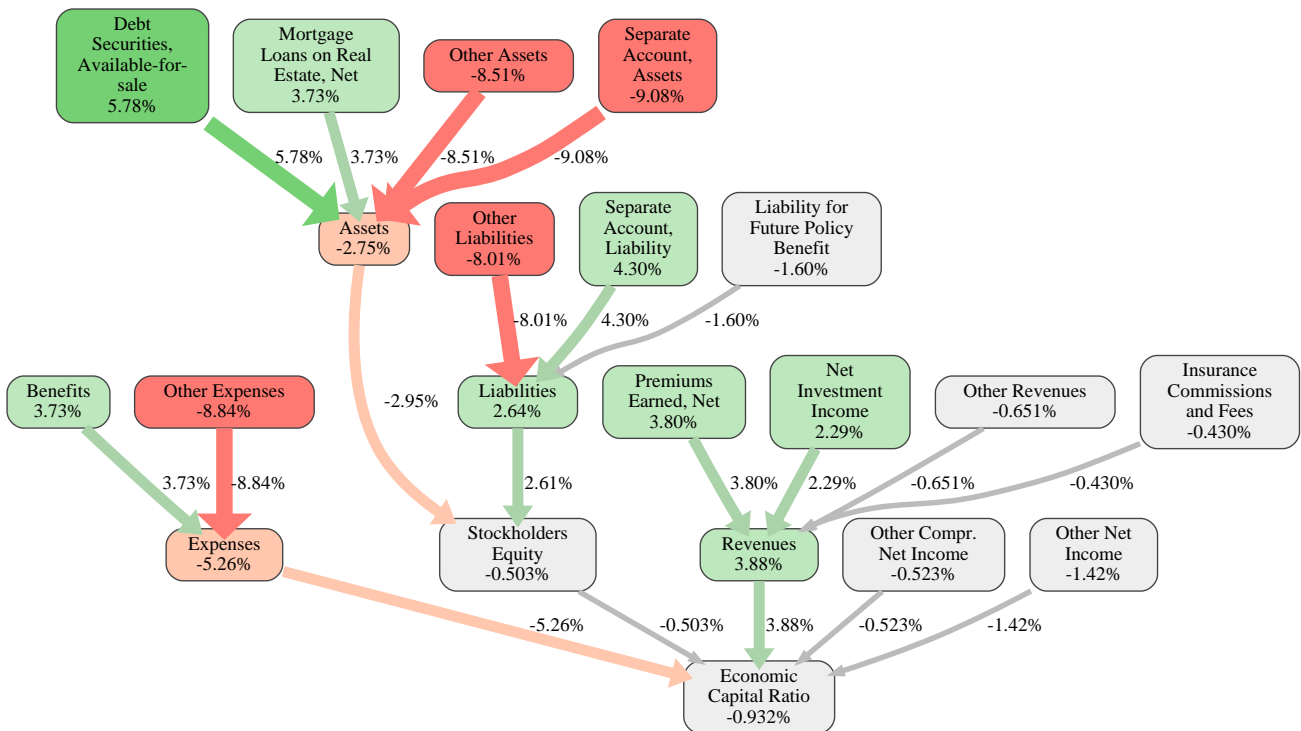 Debt
Securities,
Available-for-
sale
5.78%
Mortgage
Loans on Real
Estate, Net
3.73%
Other Assets
-8.51%
Separate
Account,
Assets
-9.08%
5.78%
3.73%
-8.51%
-9.08%
Assets
-2.75%
Other
Liabilities
-8.01%
Separate
Account,
Liability
4.30%
Liability for
Future Policy
Benefit
-1.60%
-8.01%
4.30%
-1.60%
Benefits
3.73%
Other Expenses
-8.84%
-2.95%
Liabilities
2.64%
Premiums
Earned, Net
3.80%
Net
Investment
Income
2.29%
Other Revenues
-0.651%
Insurance
Commissions
and Fees
-0.430%
3.73%
-8.84%
2.61%
3.80%
2.29%
-0.651%
-0.430%
Expenses
-5.26%
Stockholders
Equity
-0.503%
Revenues
3.88%
Other Compr.
Net Income
-0.523%
Other Net
Income
-1.42%
-5.26%
-0.503%
3.88%
-0.523%
-1.42%
Economic
Capital Ratio
-0.932%